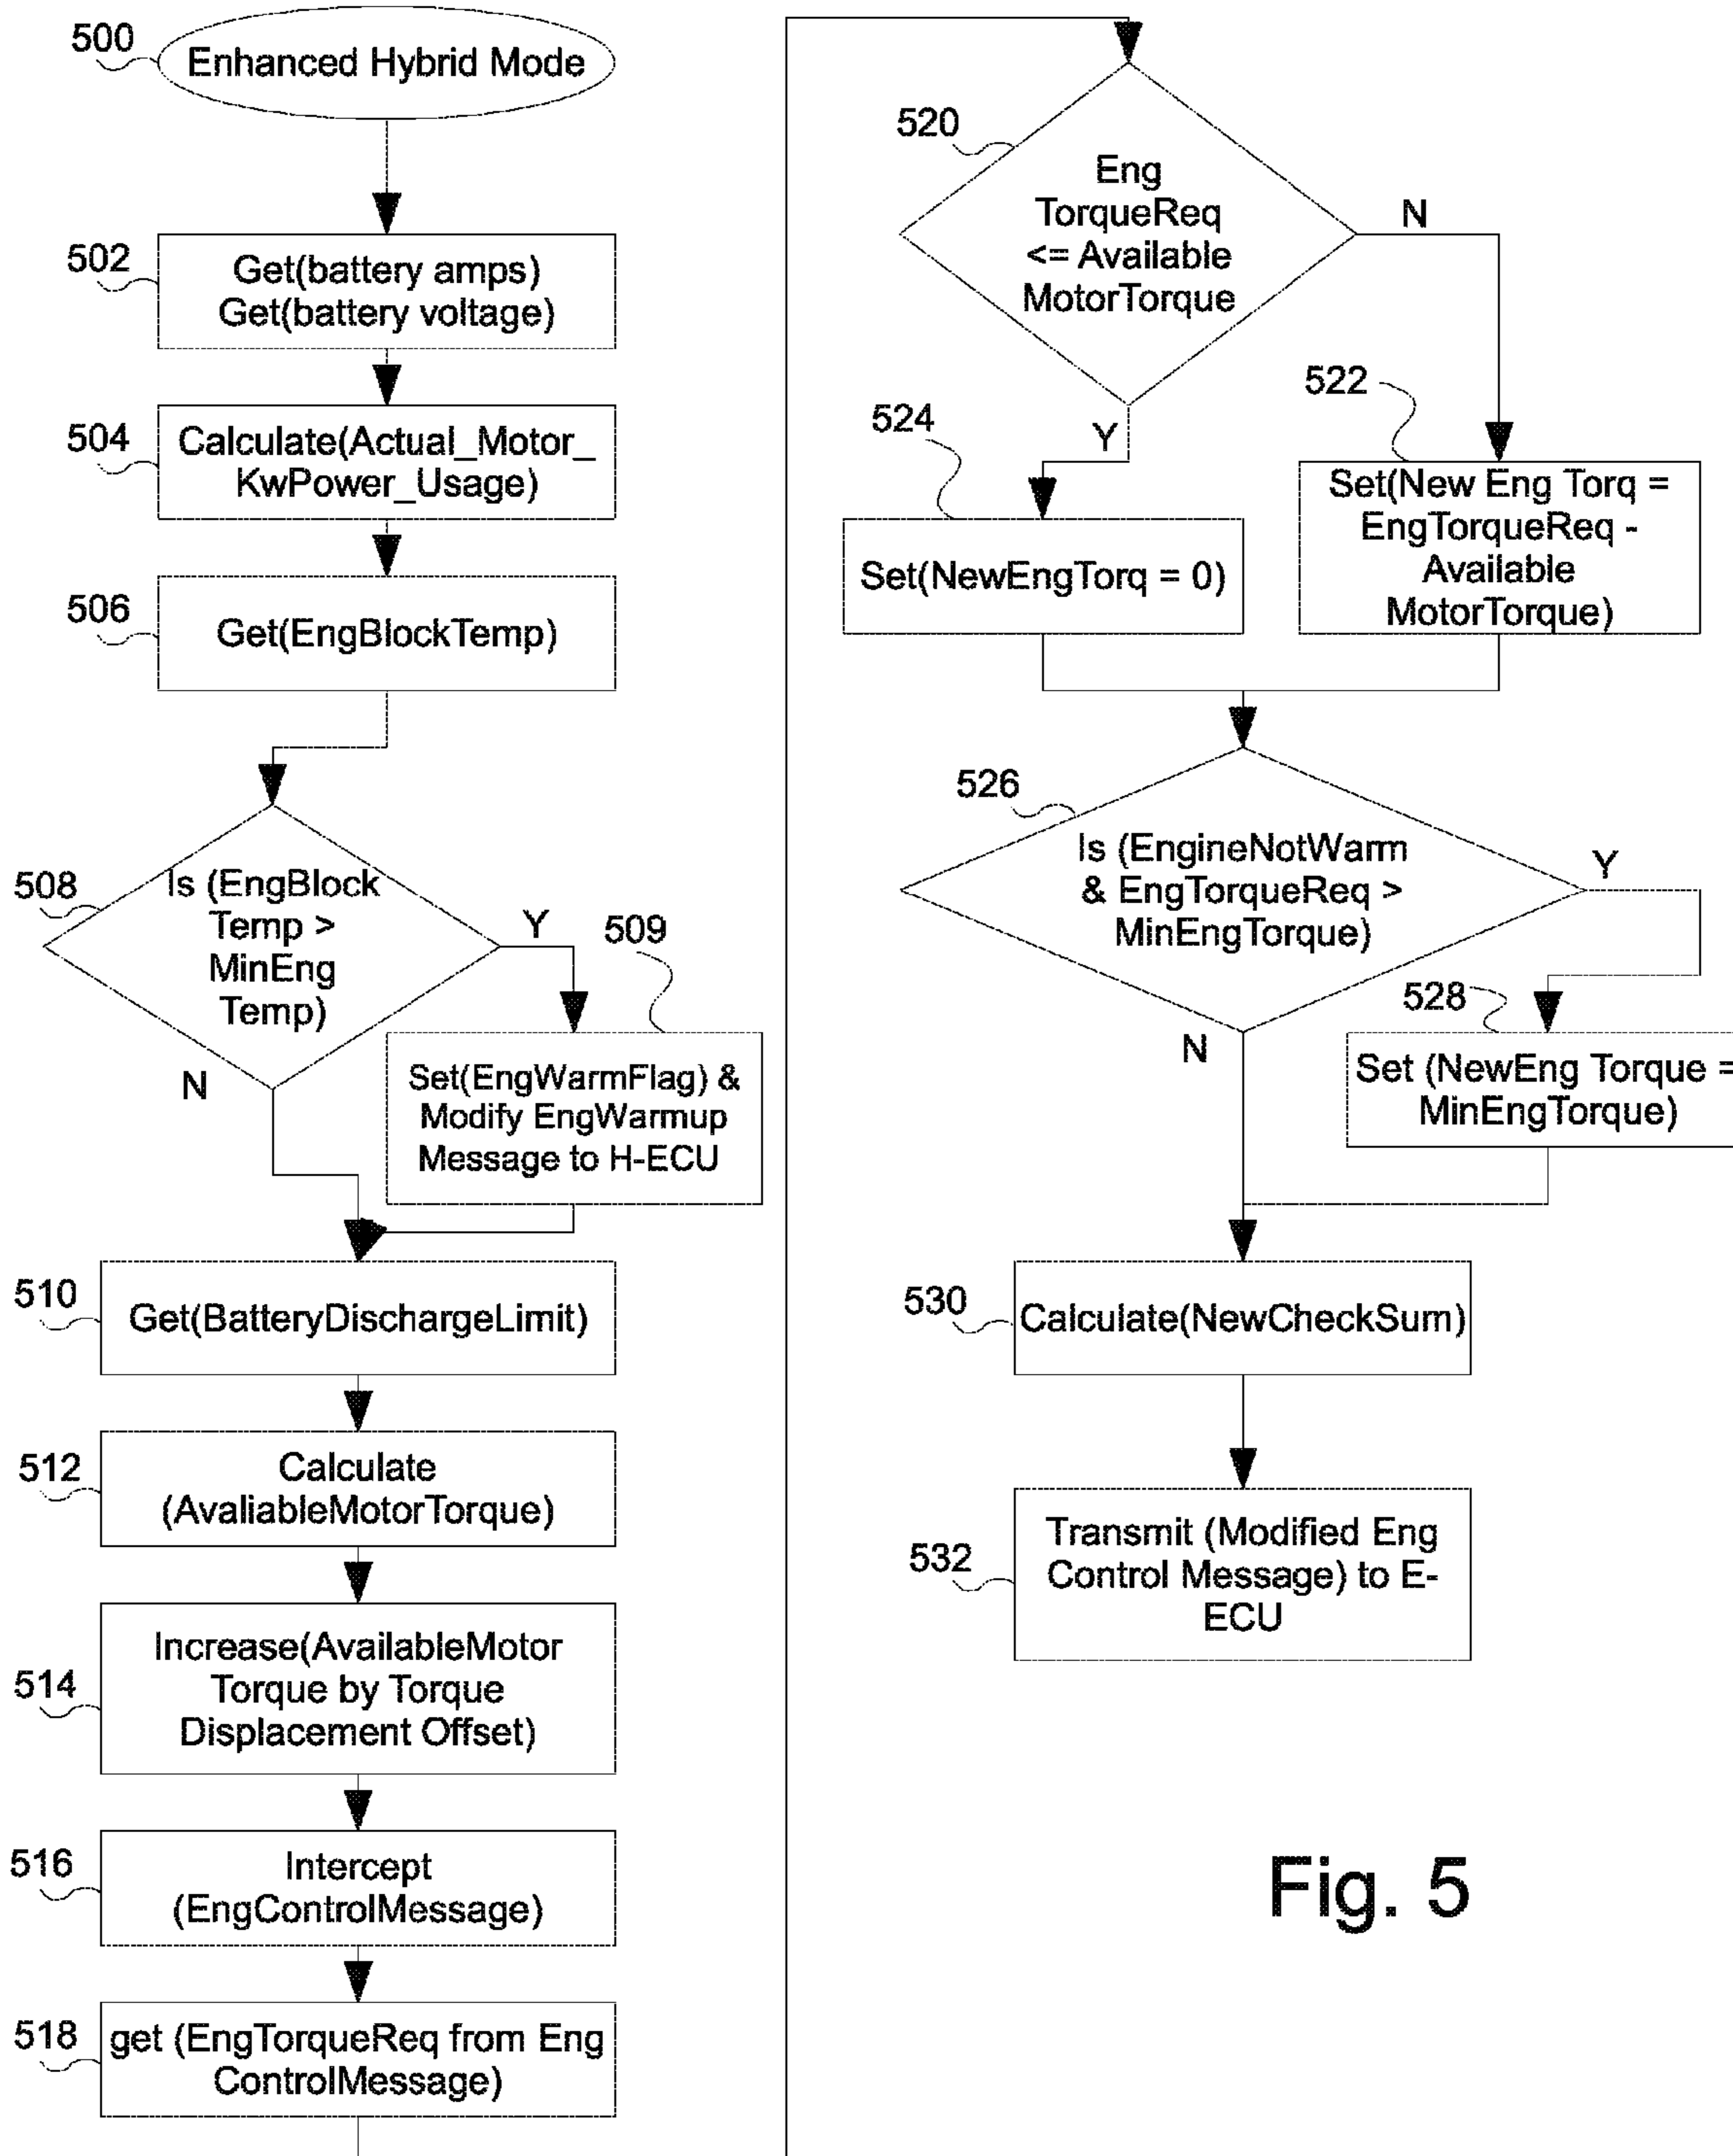 500
Enhanced Hybrid Mode
502
Get(battery amps)
Get(battery voltage)
504
Calculate(Actual_Motor_
KwPower_Usage)
506
Get(EngBlockTemp)
508
Is (EngBlock
Temp >
MinEng
Temp)
Y
N
509
Set(EngWarmFlag) &
Modify EngWarmup
Message to H-ECU
510
Get(BatteryDischargeLimit)
512
Calculate
(AvaliableMotorTorque)
514
Increase(AvailableMotor
Torque by Torque
Displacement Offset)
516
Intercept
(EngControlMessage)
518
get (EngTorqueReq from Eng
ControlMessage)
520
Eng
TorqueReq
<= Available
MotorTorque
N
Y
522
Set(New Eng Torq =
EngTorqueReq -
Available
MotorTorque)
524
Set(NewEngTorq = 0)
526
Is (EngineNotWarm
& EngTorqueReq >
MinEngTorque)
Y
N
528
Set (NewEng Torque =
MinEngTorque)
530
Calculate(NewCheckSum)
532
Transmit (Modified Eng
Control Message) to E-
ECU
Fig. 5